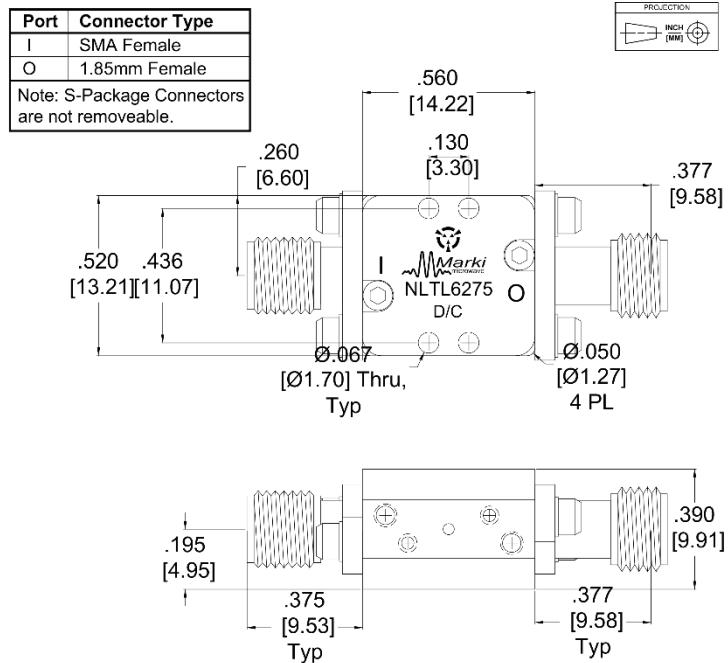 Port Connector Type
I SMA Female
O 1.85mm Female
Note: S-Package Connectors
are not removeable.
PROJECTION
INCH
[MM]
.560
[14.22]
.130
[3.30]
.260
[6.60]
.377
[9.58]
.520
[13.21]
.436
[11.07]
I
Marki
microwave
NLTL6275
D/C
O
Ø.067
[Ø1.70] Thru,
Typ
Ø.050
[Ø1.27]
4 PL
.195
[4.95]
.390
[9.91]
.375
[9.53]
Typ
.377
[9.58]
Typ